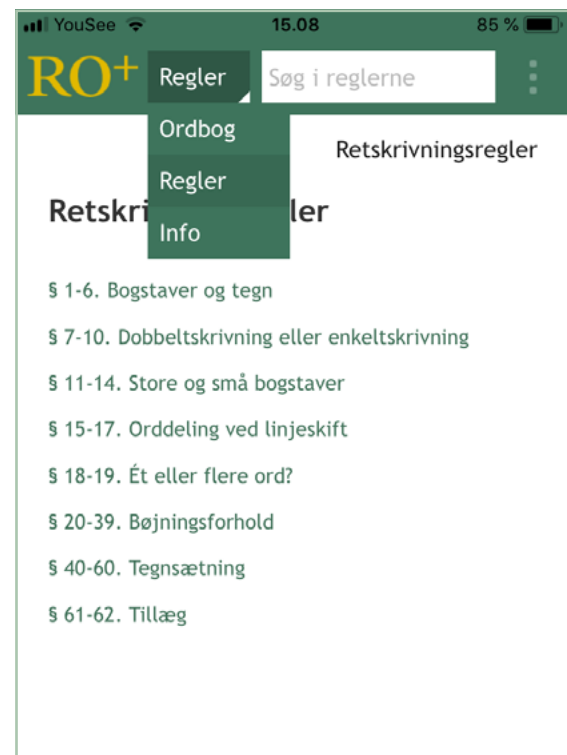 YouSee 15.08 85 %
RO+ Regler Søg i reglerne
Ordbog
Retskrivningsregler
Regler
Retskri ler
Info
§ 1-6. Bogstaver og tegn
§ 7-10. Dobbeltskrivning eller enkeltskrivning
§ 11-14. Store og små bogstaver
§ 15-17. Orddeling ved linjeskift
§ 18-19. Ét eller flere ord?
§ 20-39. Bøjningsforhold
§ 40-60. Tegnsætning
§ 61-62. Tillæg